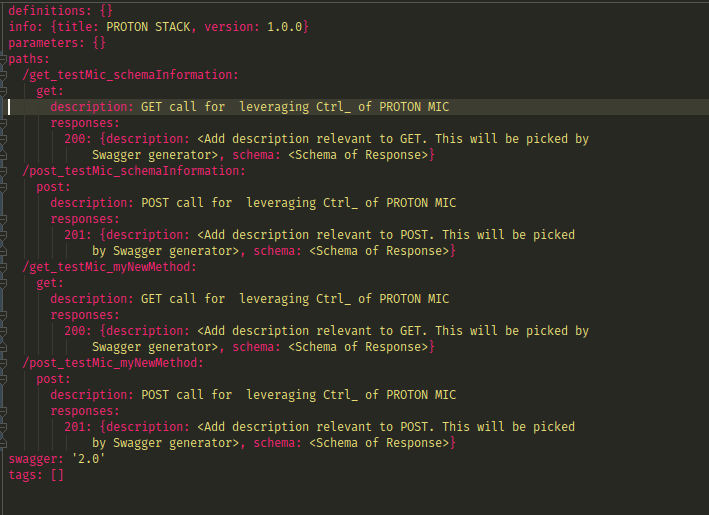 definitions: {}
info: {title: PROTON STACK, version: 1.0.0}
parameters: {}
paths:
  /get_testMic_schemaInformation:
    get:
      description: GET call for  leveraging Ctrl_ of PROTON MIC
      responses:
        200: {description: <Add description relevant to GET. This will be picked by
            Swagger generator>, schema: <Schema of Response>}
  /post_testMic_schemaInformation:
    post:
      description: POST call for  leveraging Ctrl_ of PROTON MIC
      responses:
        201: {description: <Add description relevant to POST. This will be picked
            by Swagger generator>, schema: <Schema of Response>}
  /get_testMic_myNewMethod:
    get:
      description: GET call for  leveraging Ctrl_ of PROTON MIC
      responses:
        200: {description: <Add description relevant to GET. This will be picked by
            Swagger generator>, schema: <Schema of Response>}
  /post_testMic_myNewMethod:
    post:
      description: POST call for  leveraging Ctrl_ of PROTON MIC
      responses:
        201: {description: <Add description relevant to POST. This will be picked
            by Swagger generator>, schema: <Schema of Response>}
swagger: '2.0'
tags: []